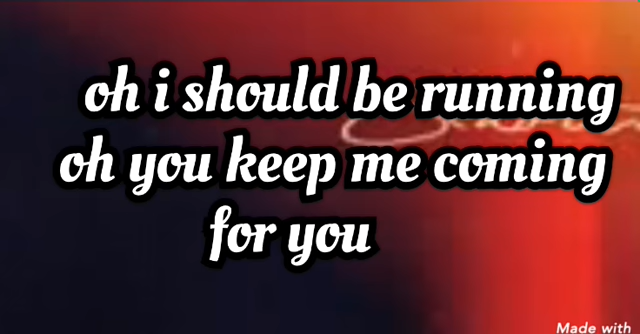 oh i should be running
oh you keep me coming
for you
Made with